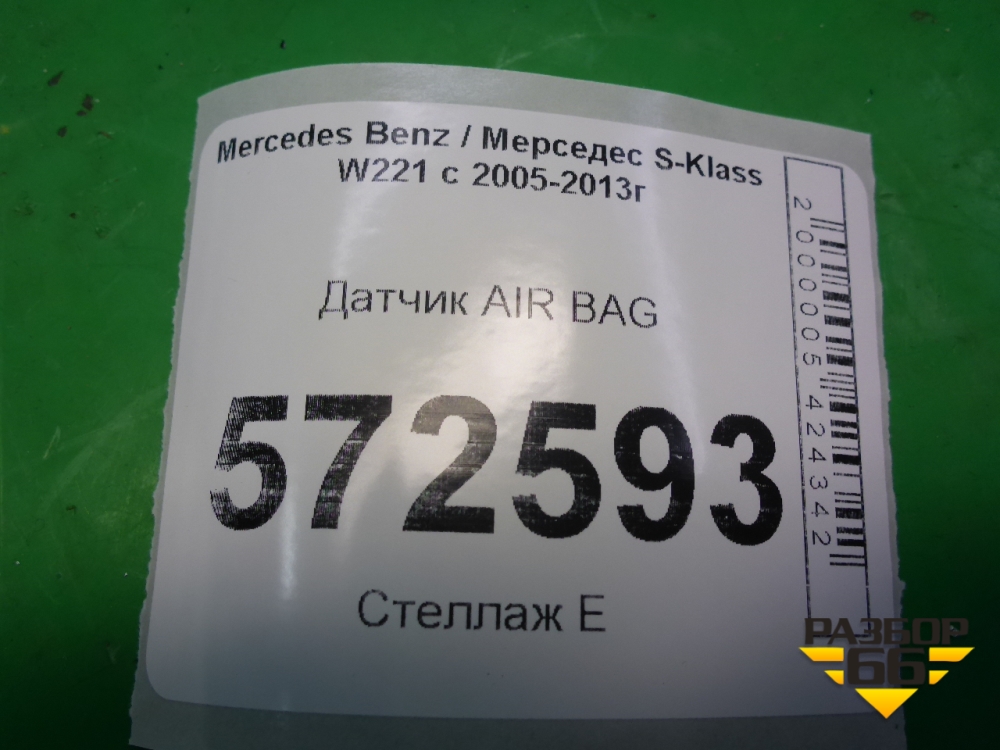 Mercedes Benz / Мерседес S-Klass
W221 с 2005-2013г
Датчик AIR BAG
572593
Стеллаж Е
2000005424342
РАЗБОР
66